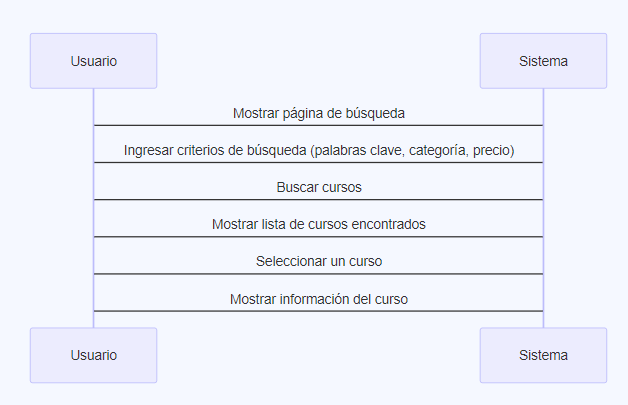 Usuario
Sistema
Mostrar página de búsqueda
Ingresar criterios de búsqueda (palabras clave, categoría, precio)
Buscar cursos
Mostrar lista de cursos encontrados
Seleccionar un curso
Mostrar información del curso
Usuario
Sistema